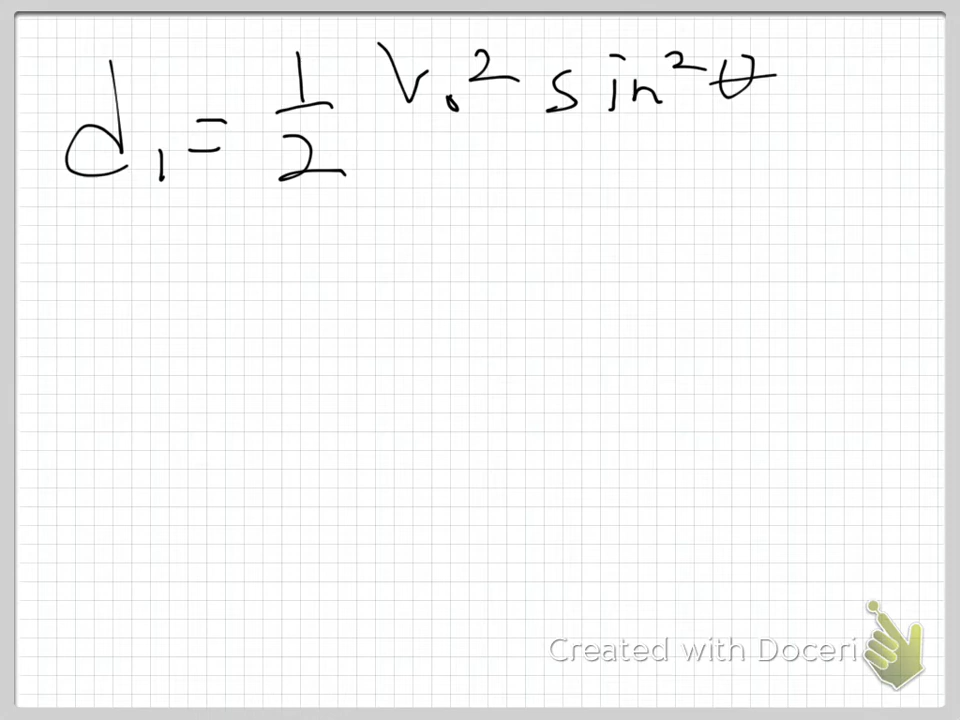 d₁ = 1/2 v₀² sin²θ
Created with Doceri